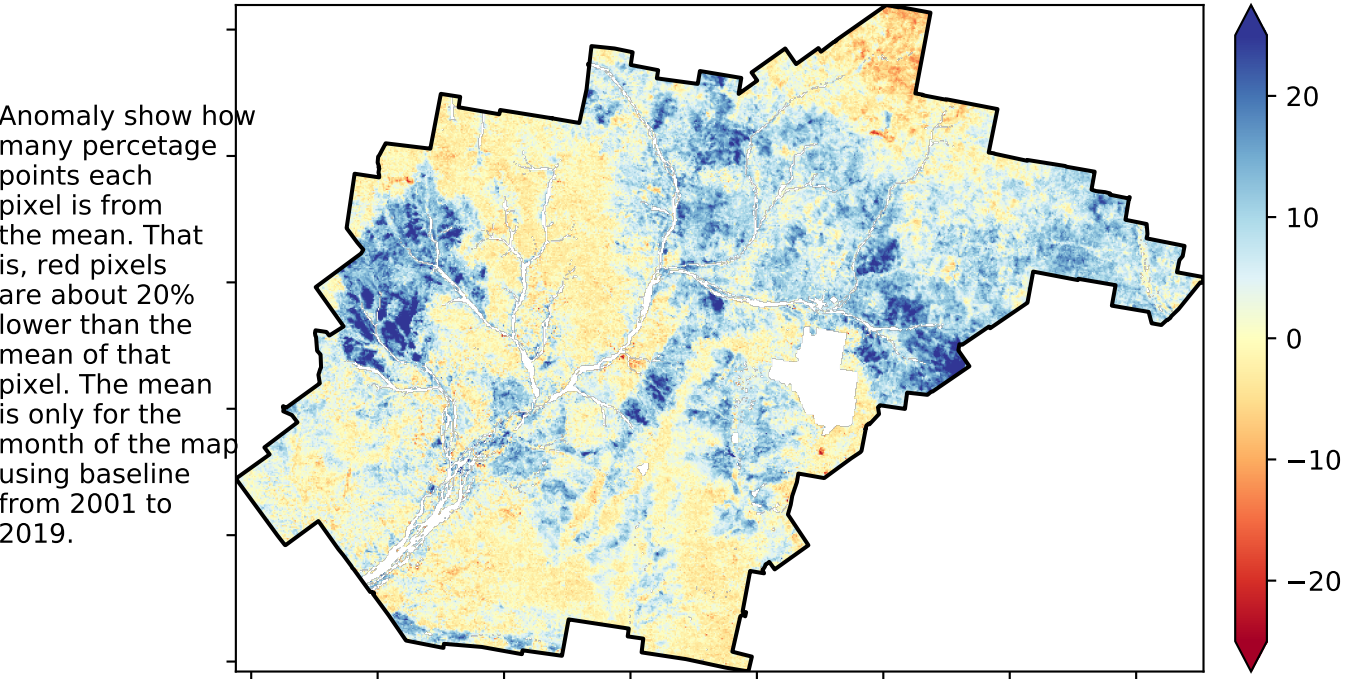 Anomaly show how
many percetage
points each
pixel is from
the mean. That
is, red pixels
are about 20%
lower than the
mean of that
pixel. The mean
is only for the
month of the map
using baseline
from 2001 to
2019.
20
10
0
−10
−20